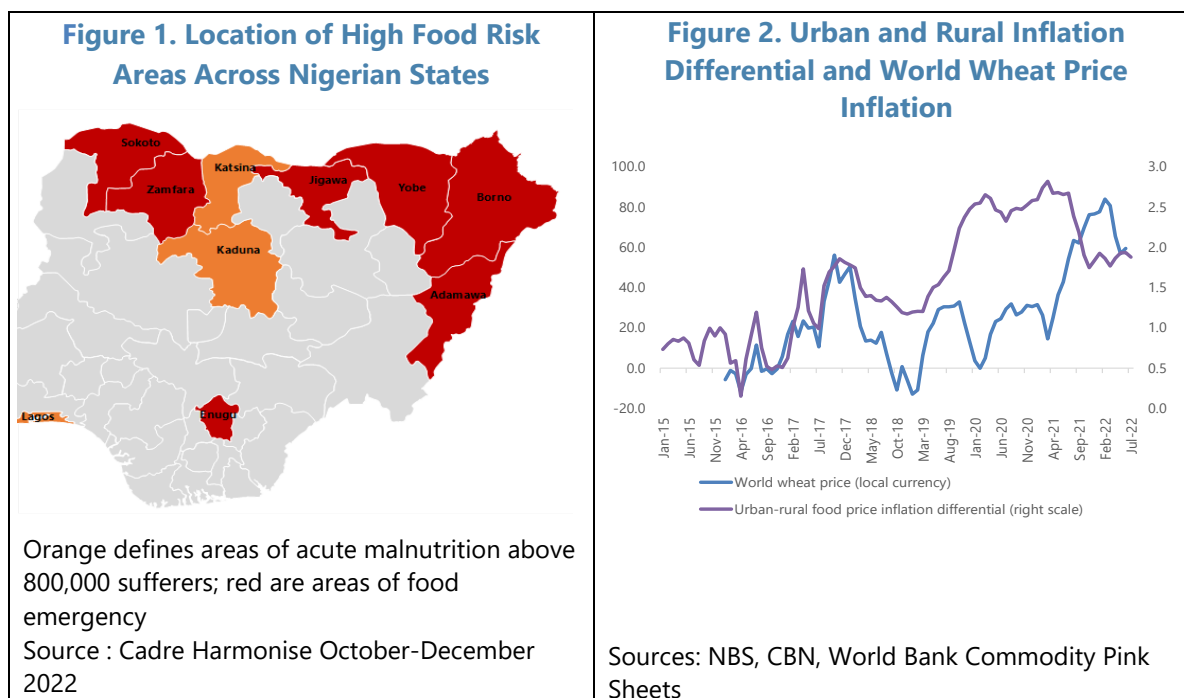 Figure 1. Location of High Food Risk
Areas Across Nigerian States
Sokoto
Katsina
Zamfara
Jigawa
Yobe
Borno
Kaduna
Adamawa
Lagos
Enugu
Orange defines areas of acute malnutrition above
800,000 sufferers; red are areas of food
emergency
Source : Cadre Harmonise October-December
2022
Figure 2. Urban and Rural Inflation
Differential and World Wheat Price
Inflation
100.0
80.0
60.0
40.0
20.0
0.0
-20.0
3.0
2.5
2.0
1.5
1.0
0.5
0.0
Jan-15
Jun-15
Nov-15
Apr-16
Sep-16
Feb-17
Jul-17
Dec-17
May-18
Oct-18
Mar-19
Aug-19
Jan-20
Jun-20
Nov-20
Apr-21
Sep-21
Feb-22
Jul-22
World wheat price (local currency)
Urban-rural food price inflation differential (right scale)
Sources: NBS, CBN, World Bank Commodity Pink
Sheets